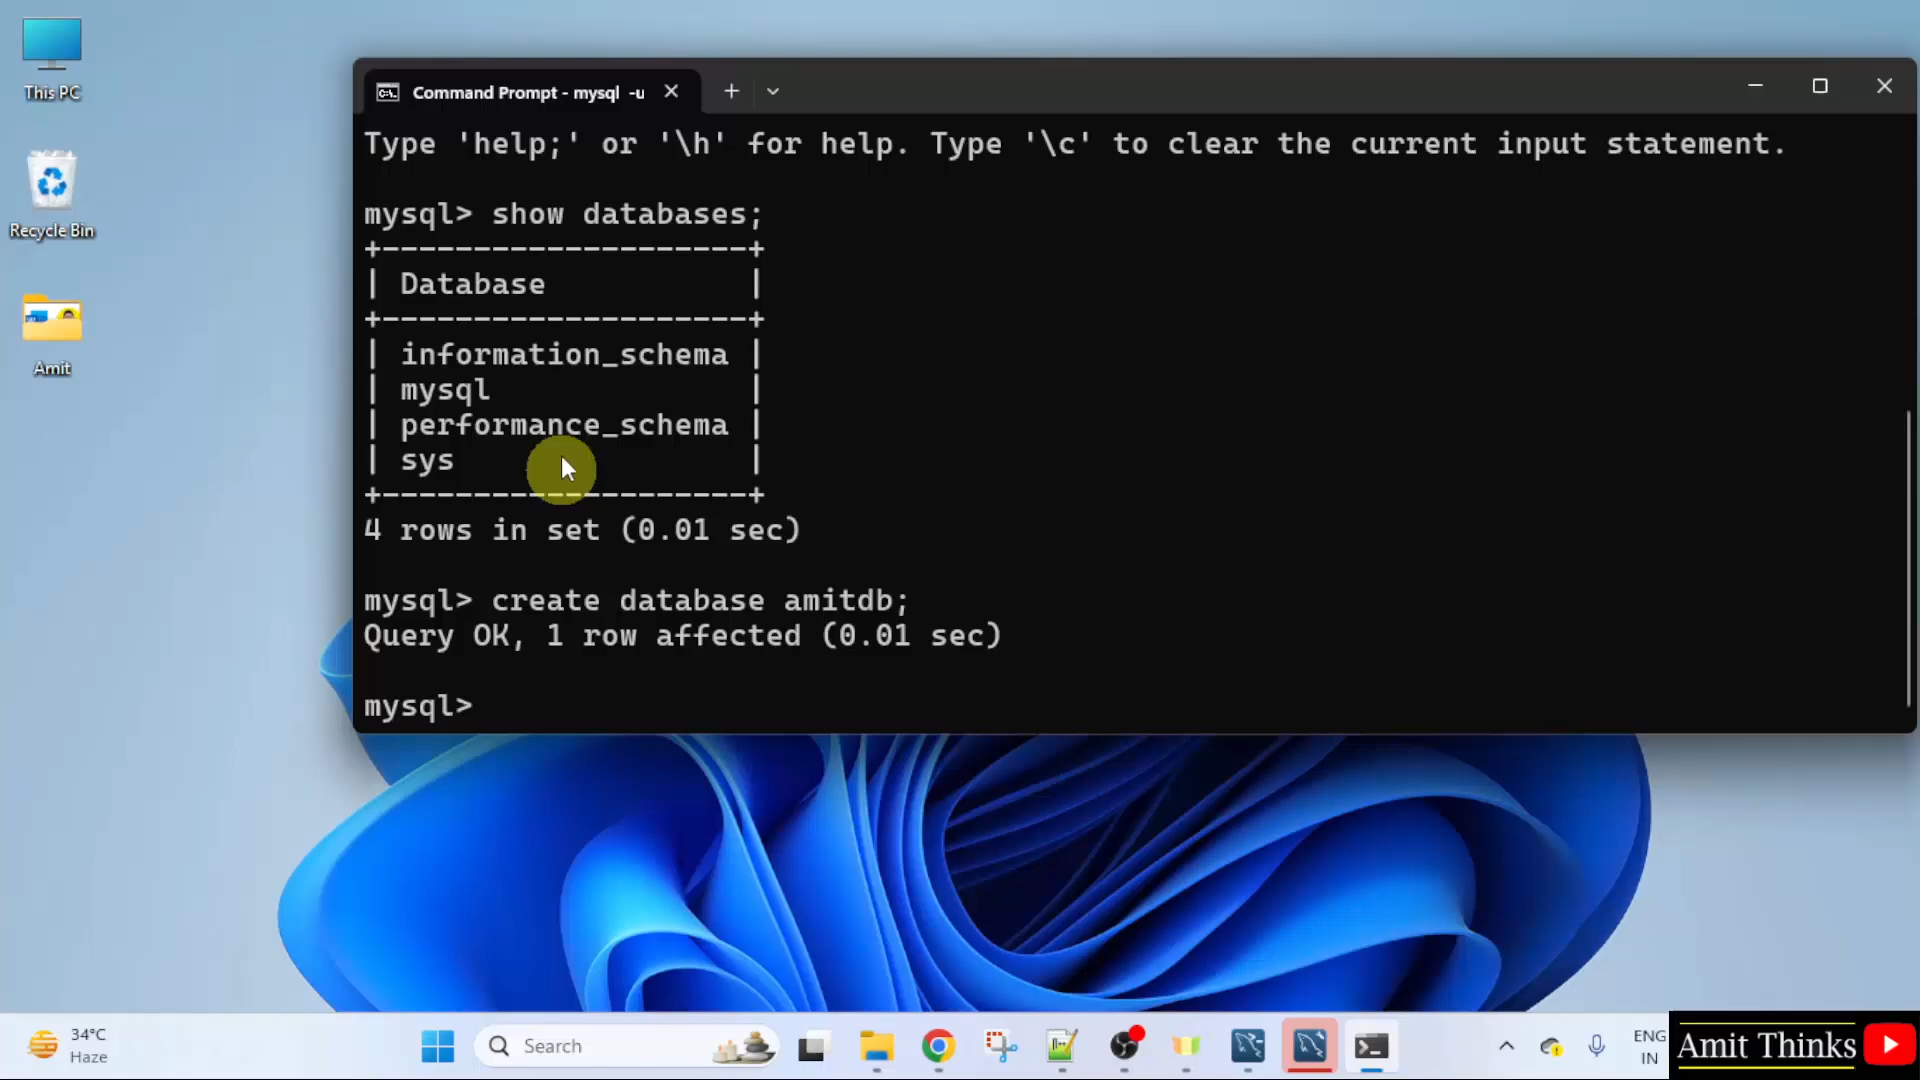 This PC
Recycle Bin
Amit
Command Prompt - mysql -u
Type 'help;' or '\h' for help. Type '\c' to clear the current input statement.
mysql> show databases;
+--------------------+
| Database           |
+--------------------+
| information_schema |
| mysql              |
| performance_schema |
| sys                |
+--------------------+
4 rows in set (0.01 sec)
mysql> create database amitdb;
Query OK, 1 row affected (0.01 sec)
mysql>
34°C
Haze
Search
ENG
IN
Amit Thinks